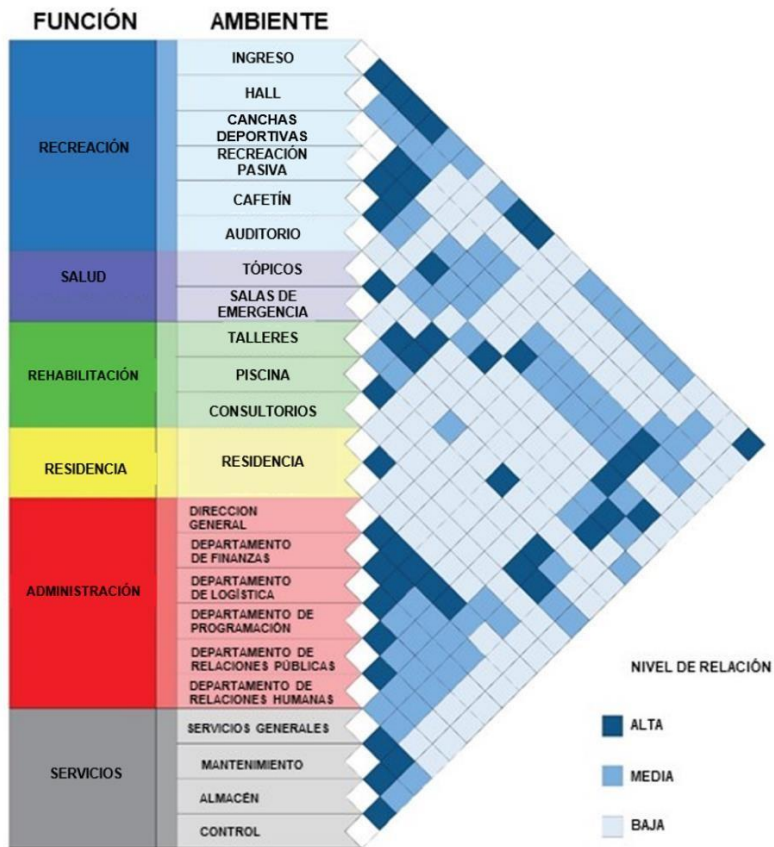 FUNCIÓN
AMBIENTE
RECREACIÓN
INGRESO
HALL
CANCHAS
DEPORTIVAS
RECREACIÓN
PASIVA
CAFETÍN
AUDITORIO
SALUD
TÓPICOS
SALAS DE
EMERGENCIA
REHABILITACIÓN
TALLERES
PISCINA
CONSULTORIOS
RESIDENCIA
RESIDENCIA
ADMINISTRACIÓN
DIRECCION
GENERAL
DEPARTAMENTO
DE FINANZAS
DEPARTAMENTO
DE LOGÍSTICA
DEPARTAMENTO DE
PROGRAMACIÓN
DEPARTAMENTO DE
RELACIONES PÚBLICAS
DEPARTAMENTO DE
RELACIONES HUMANAS
SERVICIOS
SERVICIOS GENERALES
MANTENIMIENTO
ALMACÉN
CONTROL
NIVEL DE RELACIÓN
ALTA
MEDIA
BAJA